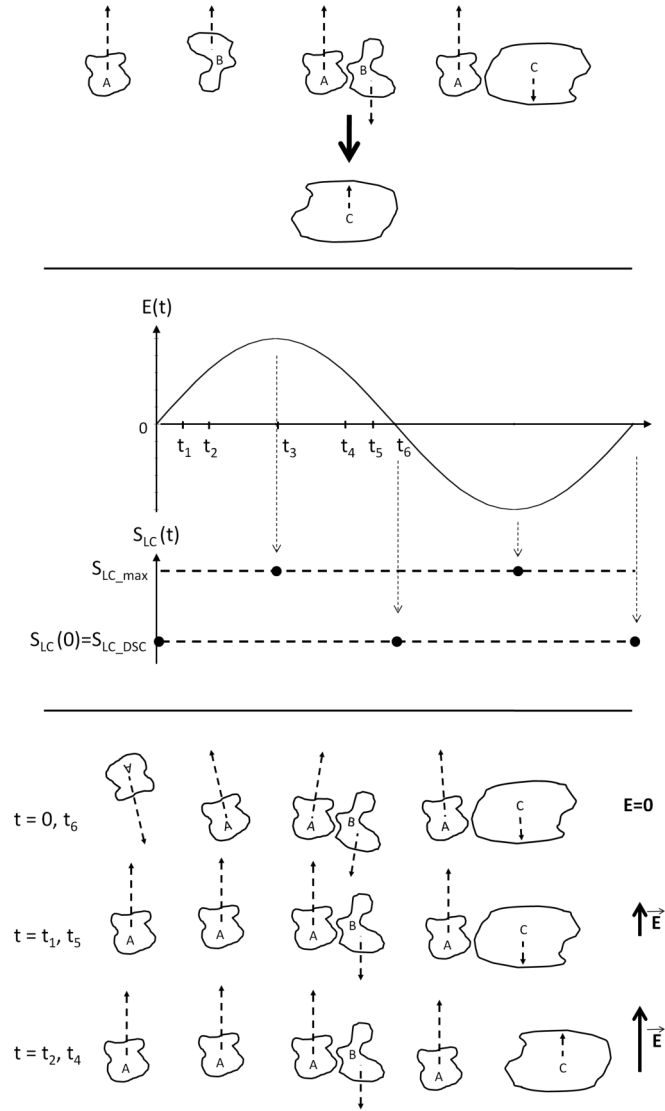 A B A B A C
C
E(t)
0 t1 t2 t3 t4 t5 t6
SLC(t)
SLC_max
SLC(0)=SLC_DSC
t = 0, t6 A A A B A C E=0
t = t1, t5 A A A B A C E
t = t2, t4 A A A B A C E